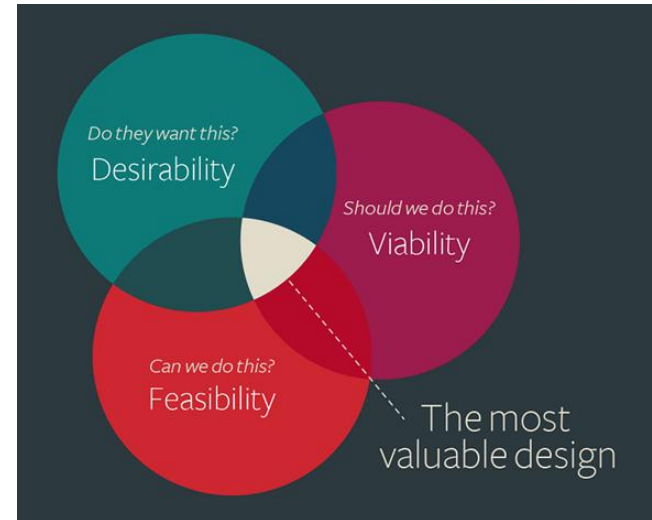 Do they want this?
Desirability
Should we do this?
Viability
Can we do this?
Feasibility
The most
valuable design